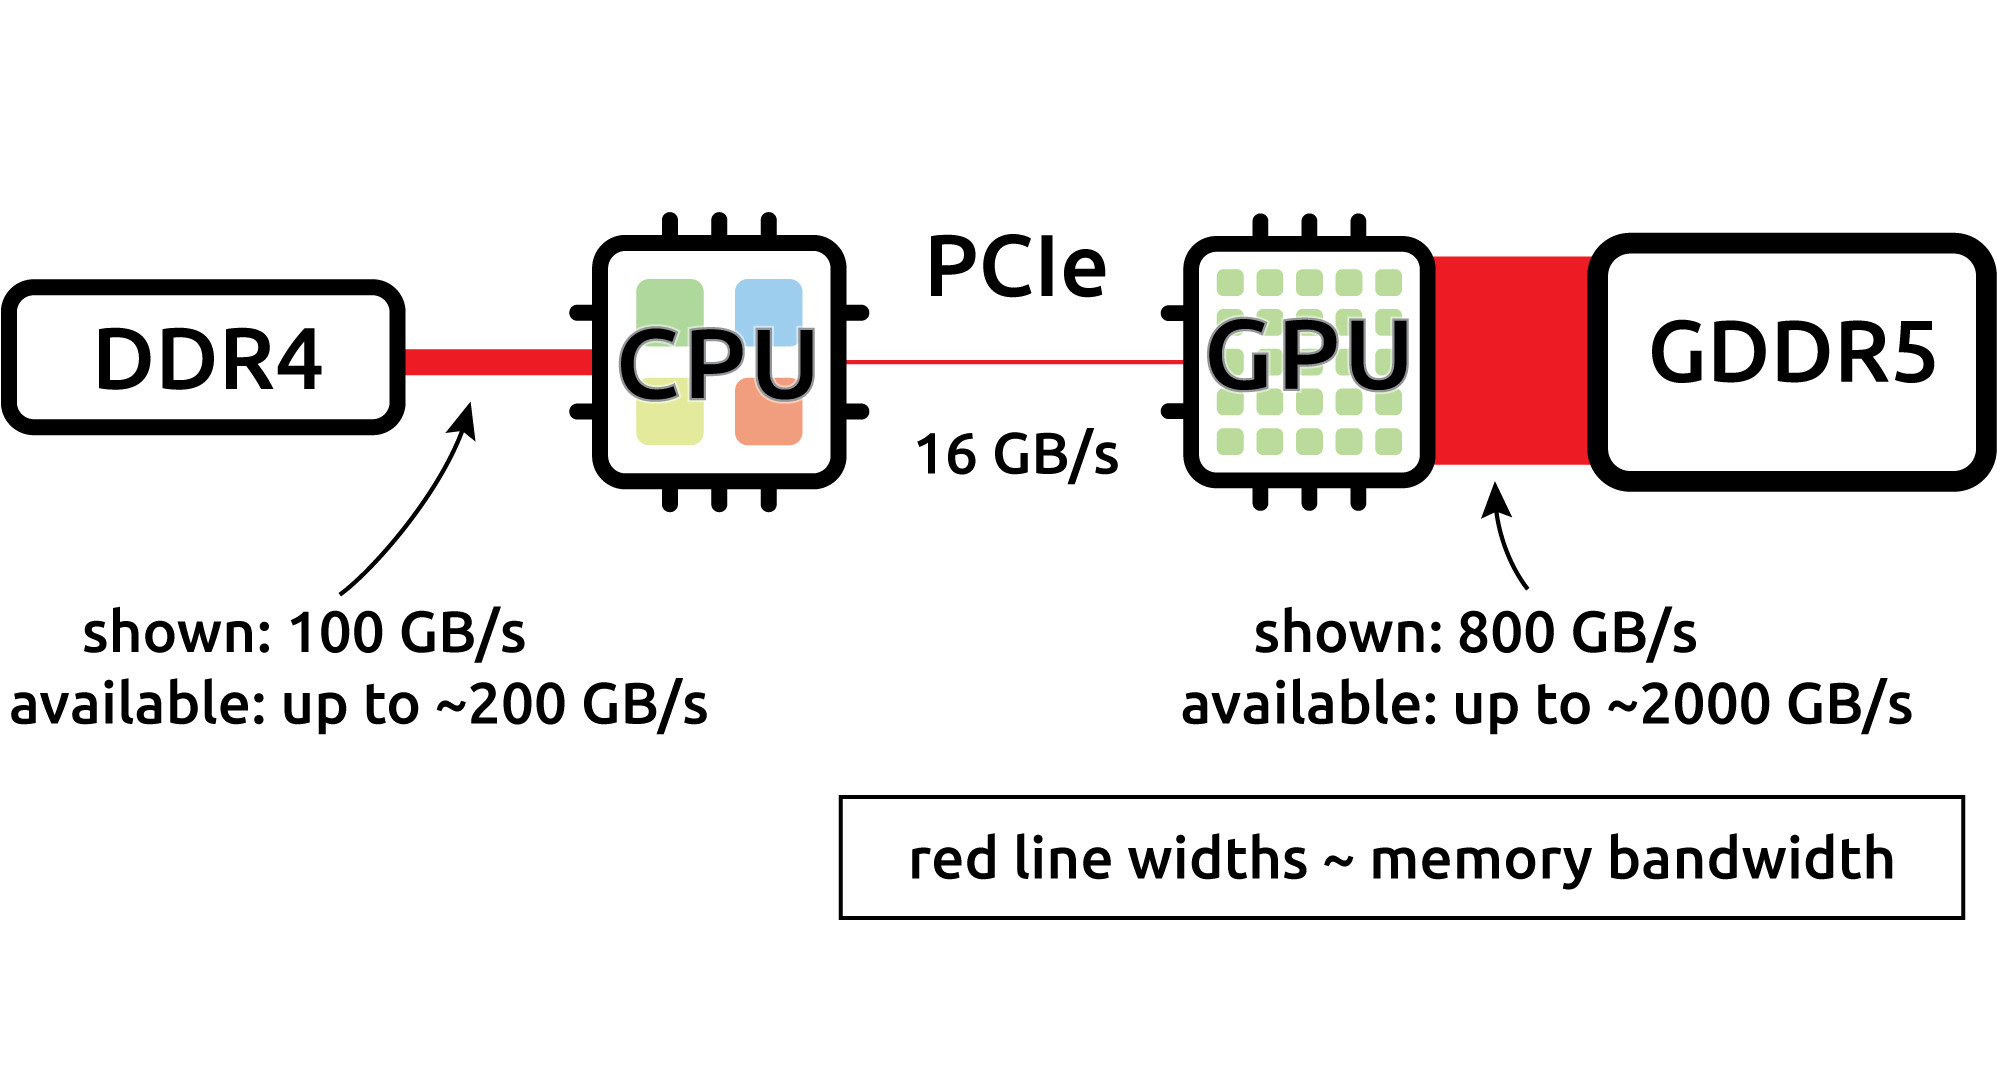 DDR4
CPU
PCIe
16 GB/s
GPU
GDDR5
shown: 100 GB/s
available: up to ~200 GB/s
shown: 800 GB/s
available: up to ~2000 GB/s
red line widths ~ memory bandwidth